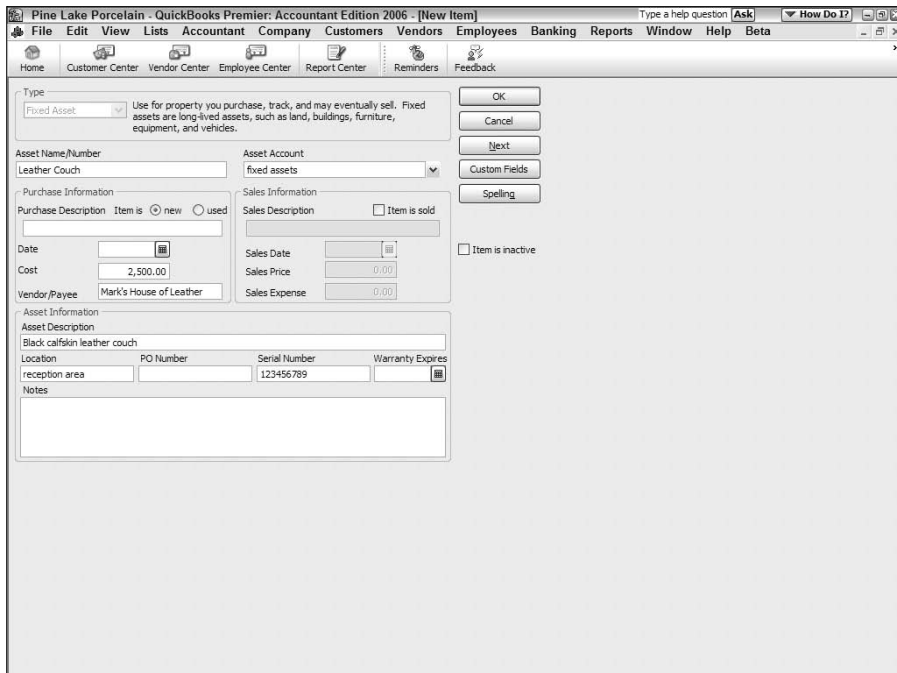 Pine Lake Porcelain - QuickBooks Premier: Accountant Edition 2006 - [New Item]
Type a help question Ask
How Do I?
File Edit View Lists Accountant Company Customers Vendors Employees Banking Reports Window Help Beta
Home Customer Center Vendor Center Employee Center Report Center Reminders Feedback
Type
Fixed Asset
Use for property you purchase, track, and may eventually sell. Fixed
assets are long-lived assets, such as land, buildings, furniture,
equipment, and vehicles.
OK
Cancel
Next
Custom Fields
Spelling
Item is inactive
Asset Name/Number
Leather Couch
Asset Account
fixed assets
Purchase Information
Purchase Description Item is new used
Date
Cost 2,500.00
Vendor/Payee Mark's House of Leather
Sales Information
Sales Description Item is sold
Sales Date
Sales Price 0.00
Sales Expense 0.00
Asset Information
Asset Description
Black calfskin leather couch
Location PO Number Serial Number Warranty Expires
reception area 123456789
Notes